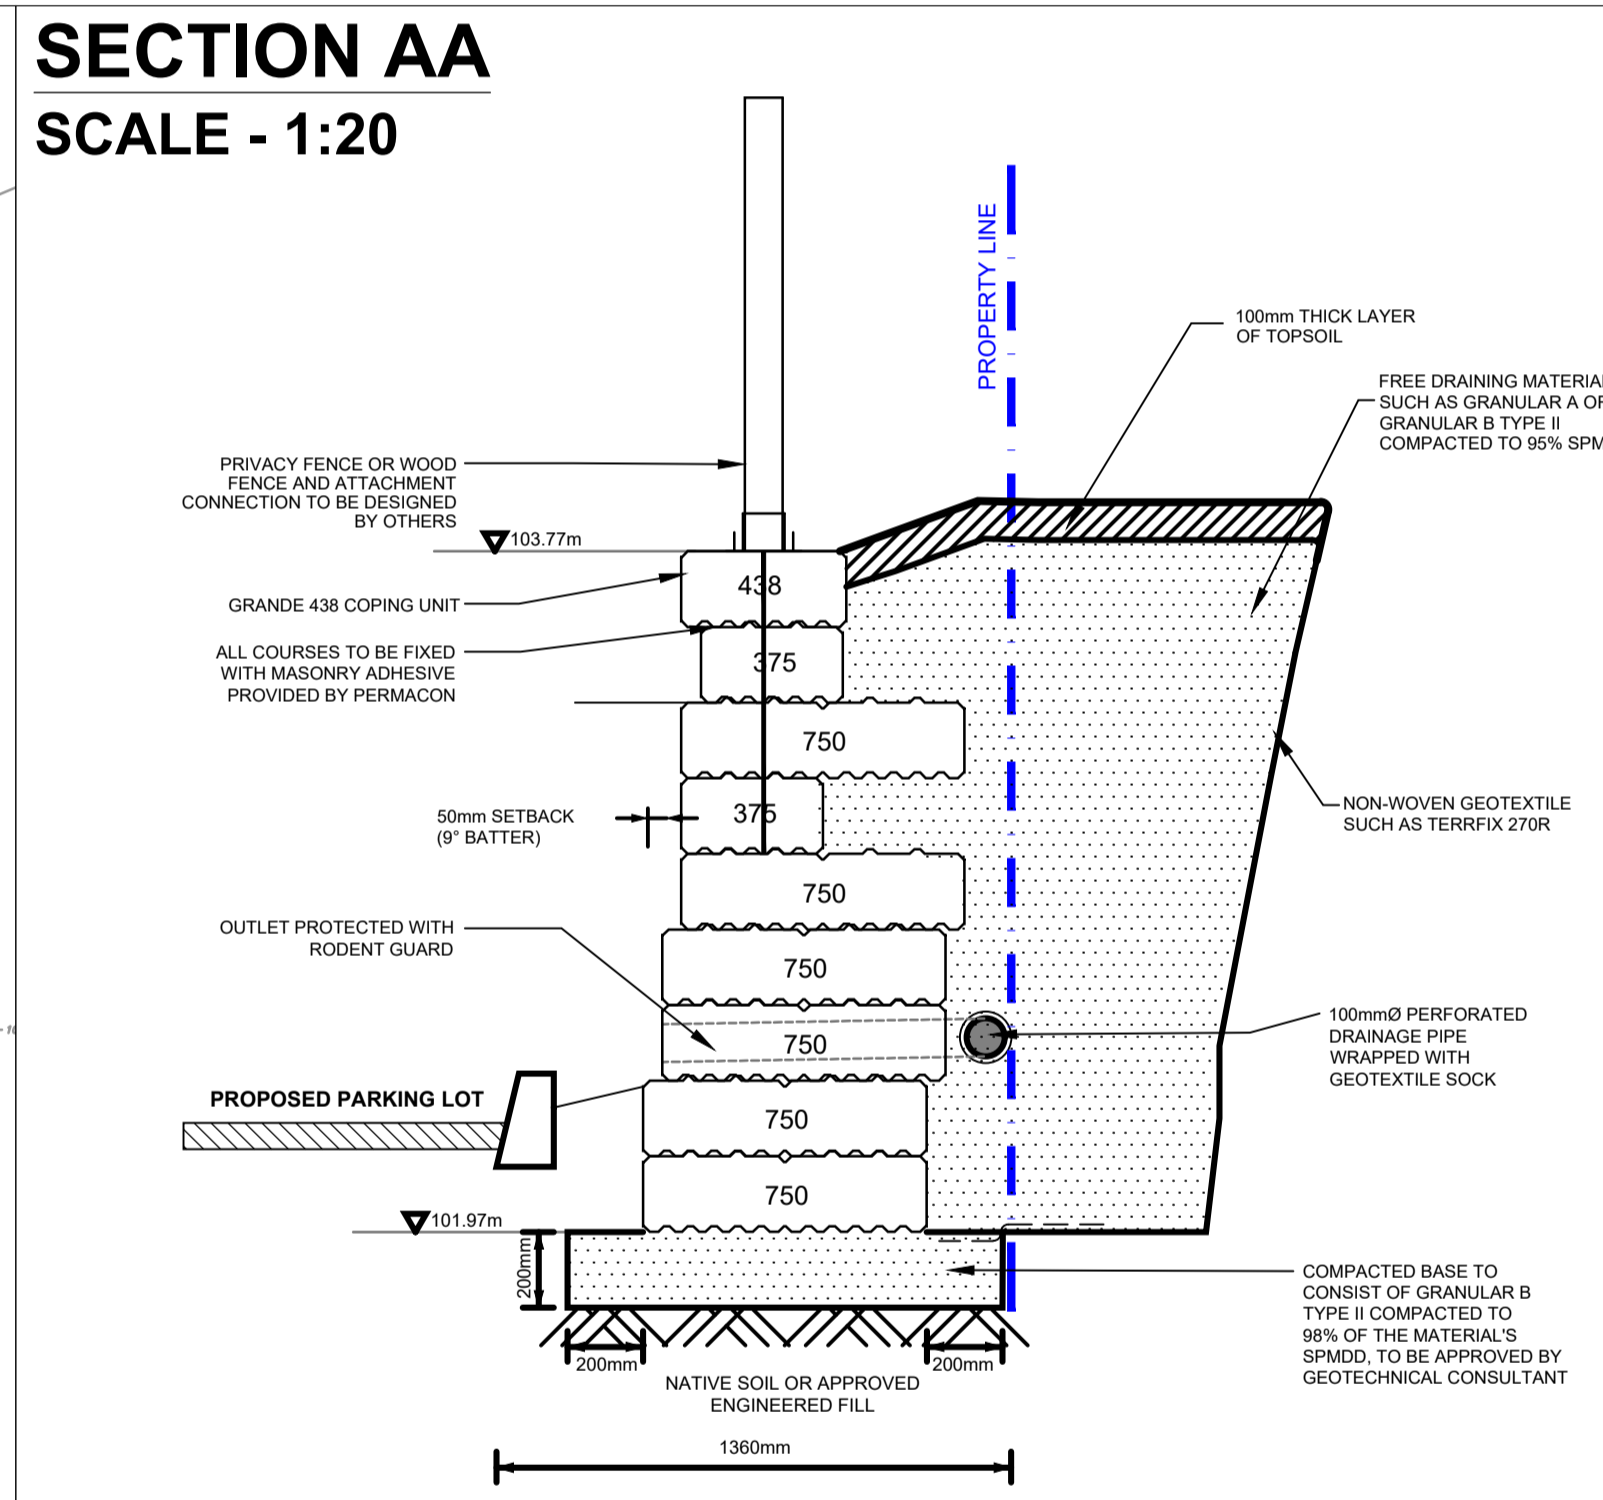 SECTION AA
SCALE - 1:20
PROPERTY LINE
100mm THICK LAYER
OF TOPSOIL
FREE DRAINING MATERIAL
SUCH AS GRANULAR A OR
GRANULAR B TYPE II
COMPACTED TO 95% SPM
PRIVACY FENCE OR WOOD
FENCE AND ATTACHMENT
CONNECTION TO BE DESIGNED
BY OTHERS
103.77m
438
GRANDE 438 COPING UNIT
ALL COURSES TO BE FIXED
WITH MASONRY ADHESIVE
PROVIDED BY PERMACON
375
750
50mm SETBACK
(9° BATTER)
375
NON-WOVEN GEOTEXTILE
SUCH AS TERRFIX 270R
750
OUTLET PROTECTED WITH
RODENT GUARD
750
750
100mmØ PERFORATED
DRAINAGE PIPE
WRAPPED WITH
GEOTEXTILE SOCK
PROPOSED PARKING LOT
750
750
101.97m
200mm
COMPACTED BASE TO
CONSIST OF GRANULAR B
TYPE II COMPACTED TO
98% OF THE MATERIAL'S
SPMDD, TO BE APPROVED BY
GEOTECHNICAL CONSULTANT
200mm
200mm
NATIVE SOIL OR APPROVED
ENGINEERED FILL
1360mm